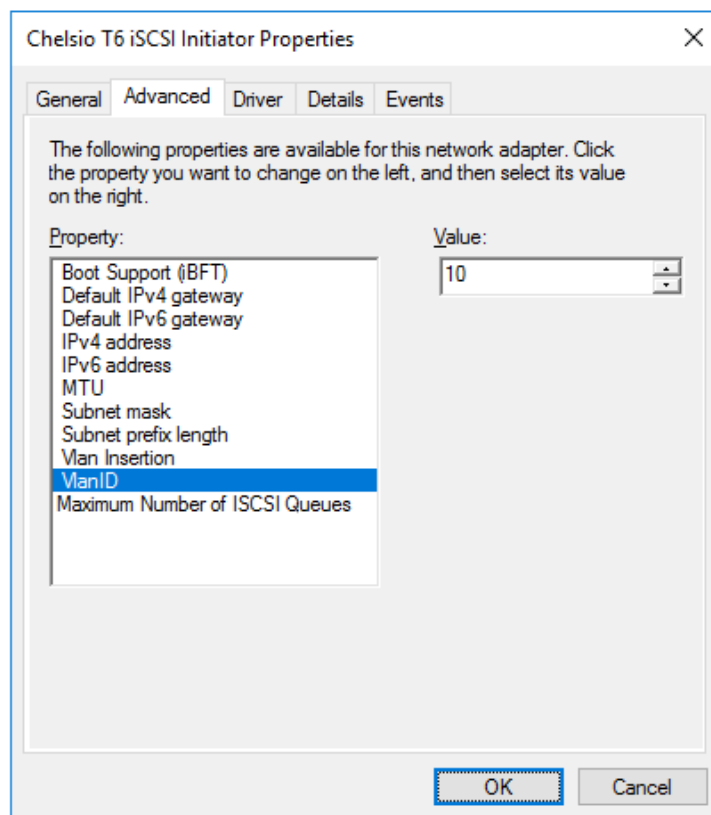 Chelsio T6 iSCSI Initiator Properties
General Advanced Driver Details Events
The following properties are available for this network adapter. Click
the property you want to change on the left, and then select its value
on the right.
Property: Value:
10
Boot Support (iBFT)
Default IPv4 gateway
Default IPv6 gateway
IPv4 address
IPv6 address
MTU
Subnet mask
Subnet prefix length
Vlan Insertion
VlanID
Maximum Number of ISCSI Queues
OK Cancel